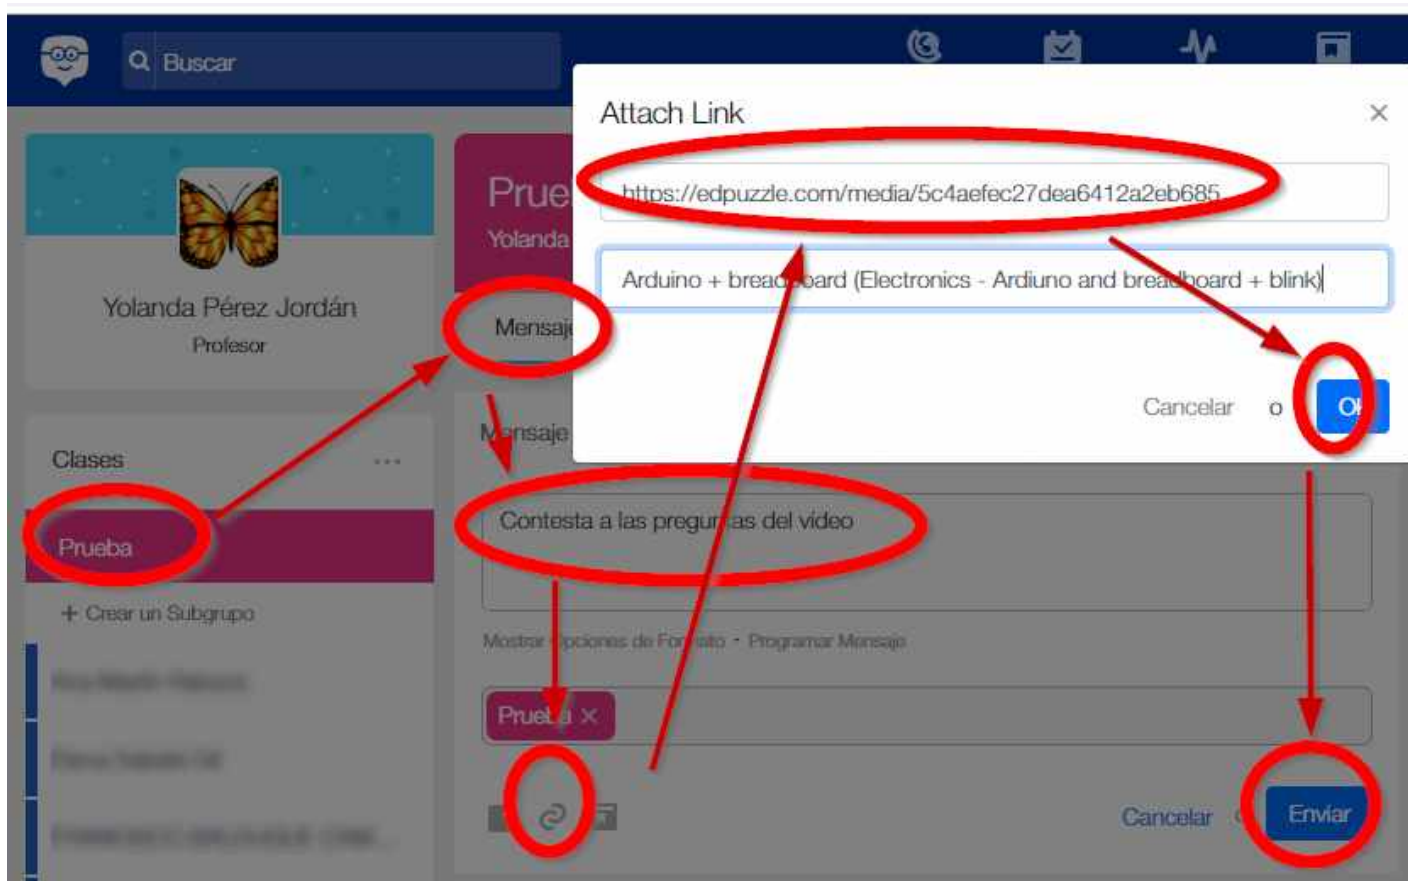 Buscar
Attach Link
https://edpuzzle.com/media/5c4aefec27dea6412a2eb685
Arduino + breadboard (Electronics - Ardiuno and breadboard + blink)
Cancelar o Ok
Yolanda Pérez Jordán
Profesor
Clases
Prueba
+ Crear un Subgrupo
Prue
Yolanda
Mensaje
Mensaje
Contesta a las preguntas del vídeo
Mostrar Opciones de Formato · Programar Mensaje
Prueba ×
Cancelar o Enviar